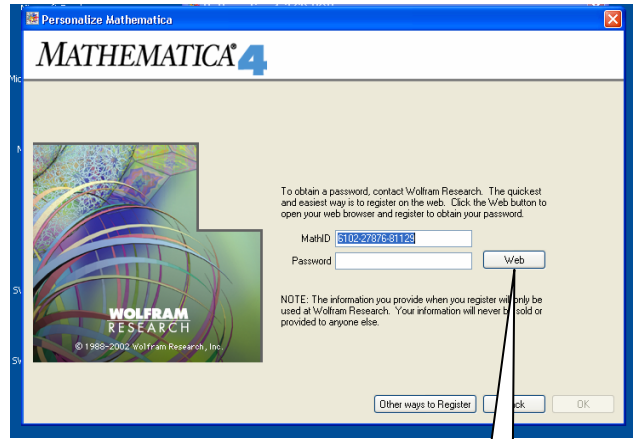 Personalize Mathematica
MATHEMATICA® 4
Mic
To obtain a password, contact Wolfram Research. The quickest
and easiest way is to register on the web. Click the Web button to
open your web browser and register to obtain your password.
MathID 6102-27876-81129
Password
Web
NOTE: The information you provide when you register will only be
used at Wolfram Research. Your information will never be sold or
provided to anyone else.
WOLFRAM
RESEARCH
© 1988-2002 Wolfram Research, Inc.
Other ways to Register
OK